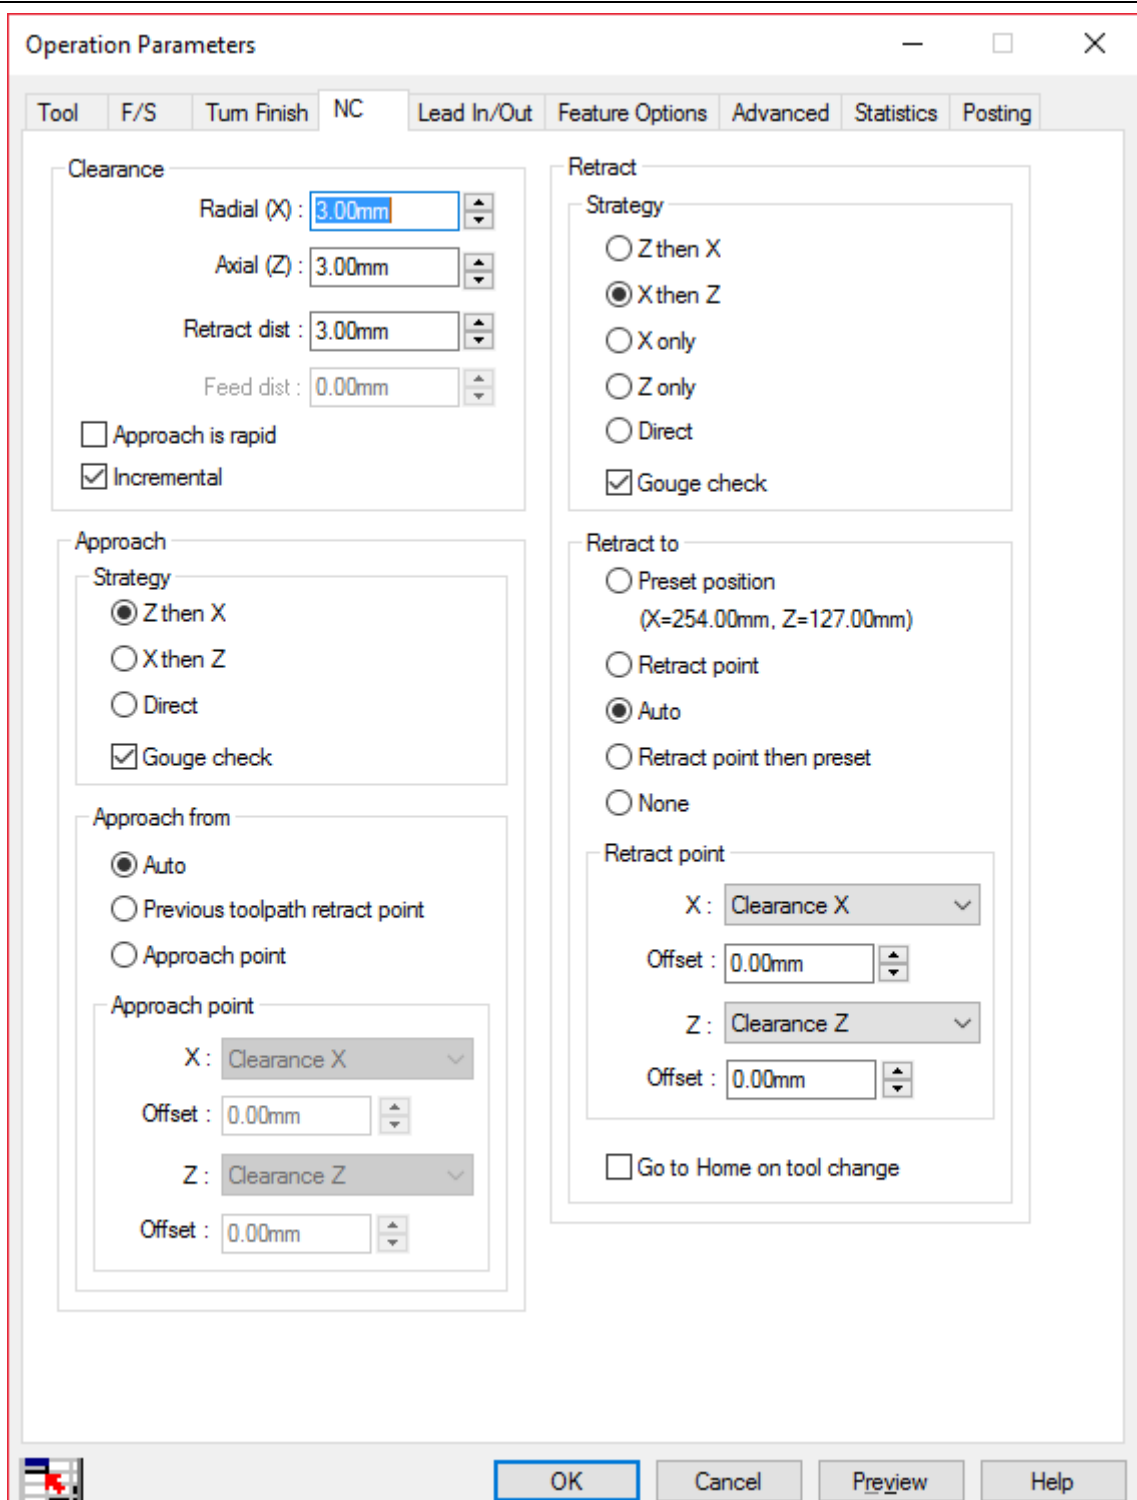 Operation Parameters
Tool F/S Turn Finish NC Lead In/Out Feature Options Advanced Statistics Posting
Clearance
Radial (X) : 3.00mm
Axial (Z) : 3.00mm
Retract dist : 3.00mm
Feed dist : 0.00mm
Approach is rapid
Incremental
Approach
Strategy
Z then X
X then Z
Direct
Gouge check
Approach from
Auto
Previous toolpath retract point
Approach point
Approach point
X : Clearance X
Offset : 0.00mm
Z : Clearance Z
Offset : 0.00mm
Retract
Strategy
Z then X
X then Z
X only
Z only
Direct
Gouge check
Retract to
Preset position
(X=254.00mm, Z=127.00mm)
Retract point
Auto
Retract point then preset
None
Retract point
X : Clearance X
Offset : 0.00mm
Z : Clearance Z
Offset : 0.00mm
Go to Home on tool change
OK Cancel Preview Help